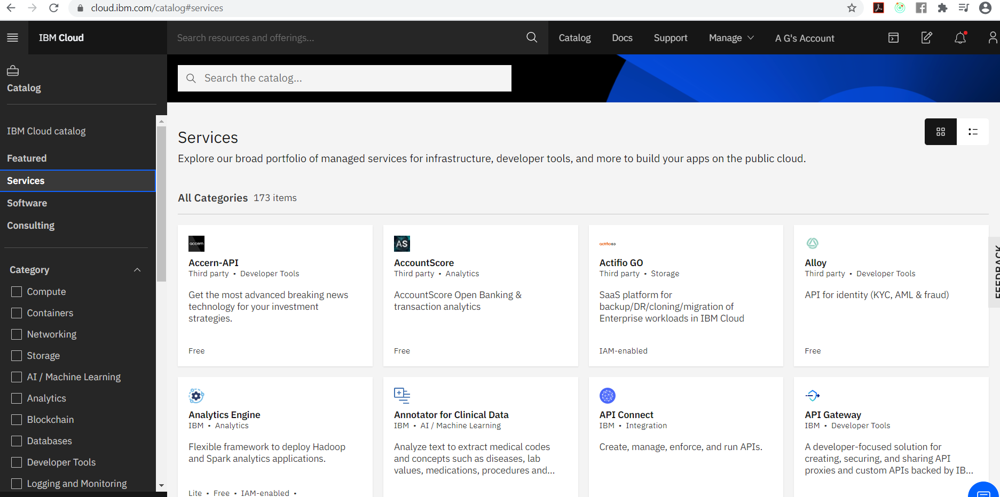 cloud.ibm.com/catalog#services
IBM Cloud
Search resources and offerings...
Catalog
Docs
Support
Manage
A G's Account
Catalog
IBM Cloud catalog
Featured
Services
Software
Consulting
Category
Compute
Containers
Networking
Storage
AI / Machine Learning
Analytics
Blockchain
Databases
Developer Tools
Logging and Monitoring
Search the catalog...
Services
Explore our broad portfolio of managed services for infrastructure, developer tools, and more to build your apps on the public cloud.
All Categories 173 items
accern
Accern-API
Third party • Developer Tools
Get the most advanced breaking news
technology for your investment
strategies.
Free
AS
AccountScore
Third party • Analytics
AccountScore Open Banking &
transaction analytics
Free
actifio GO
Actifio GO
Third party • Storage
SaaS platform for
backup/DR/cloning/migration of
Enterprise workloads in IBM Cloud
IAM-enabled
Alloy
Third party • Developer Tools
API for identity (KYC, AML & fraud)
Free
Analytics Engine
IBM • Analytics
Flexible framework to deploy Hadoop
and Spark analytics applications.
Lite • Free • IAM-enabled •
Annotator for Clinical Data
IBM • AI / Machine Learning
Analyze text to extract medical codes
and concepts such as diseases, lab
values, medications, procedures and...
API Connect
IBM • Integration
Create, manage, enforce, and run APIs.
API Gateway
IBM • Developer Tools
A developer-focused solution for
creating, securing, and sharing API
proxies and custom APIs backed by IB...
FEEDBACK